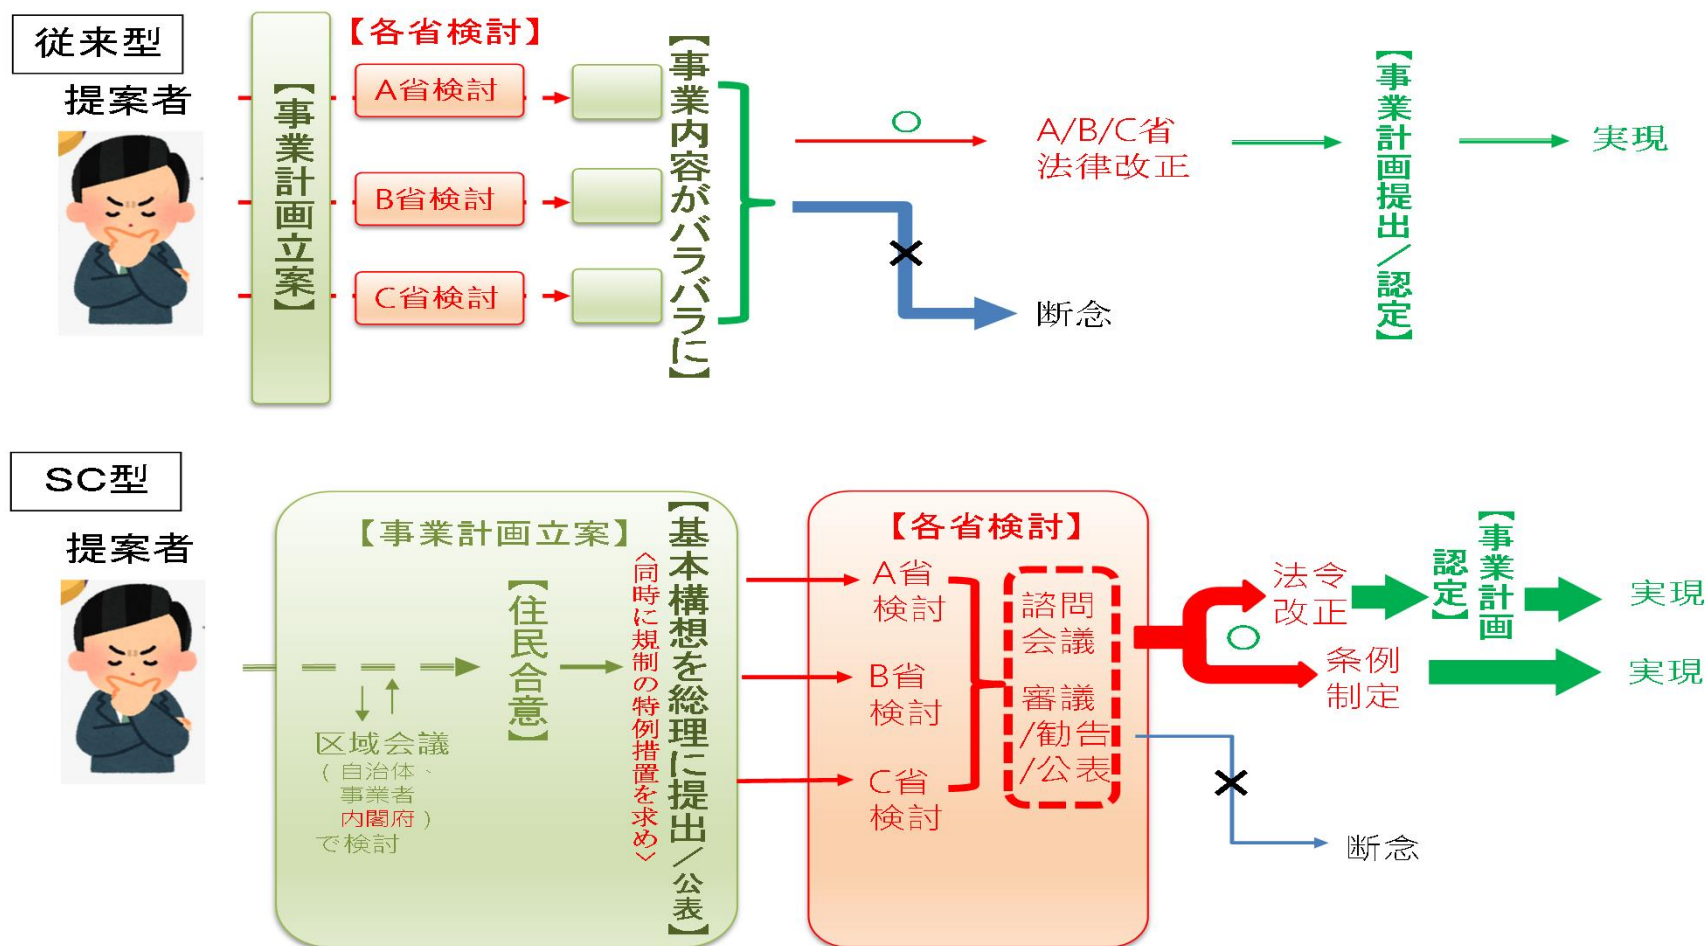 従来型
提案者
【事業計画立案】
【各省検討】
A省検討
B省検討
C省検討
【事業内容がバラバラに】
○
A/B/C省
法律改正
断念
【事業計画提出/認定】
実現
SC型
提案者
【事業計画立案】
区域会議
(自治体、
事業者
内閣府)
で検討
【住民合意】
<同時に規制の特例措置を求め>
【基本構想を総理に提出/公表】
【各省検討】
A省
検討
B省
検討
C省
検討
諮問
会議
審議
/勧告
/公表
○
法令
改正
【事業計画
認定】
実現
条例
制定
実現
断念